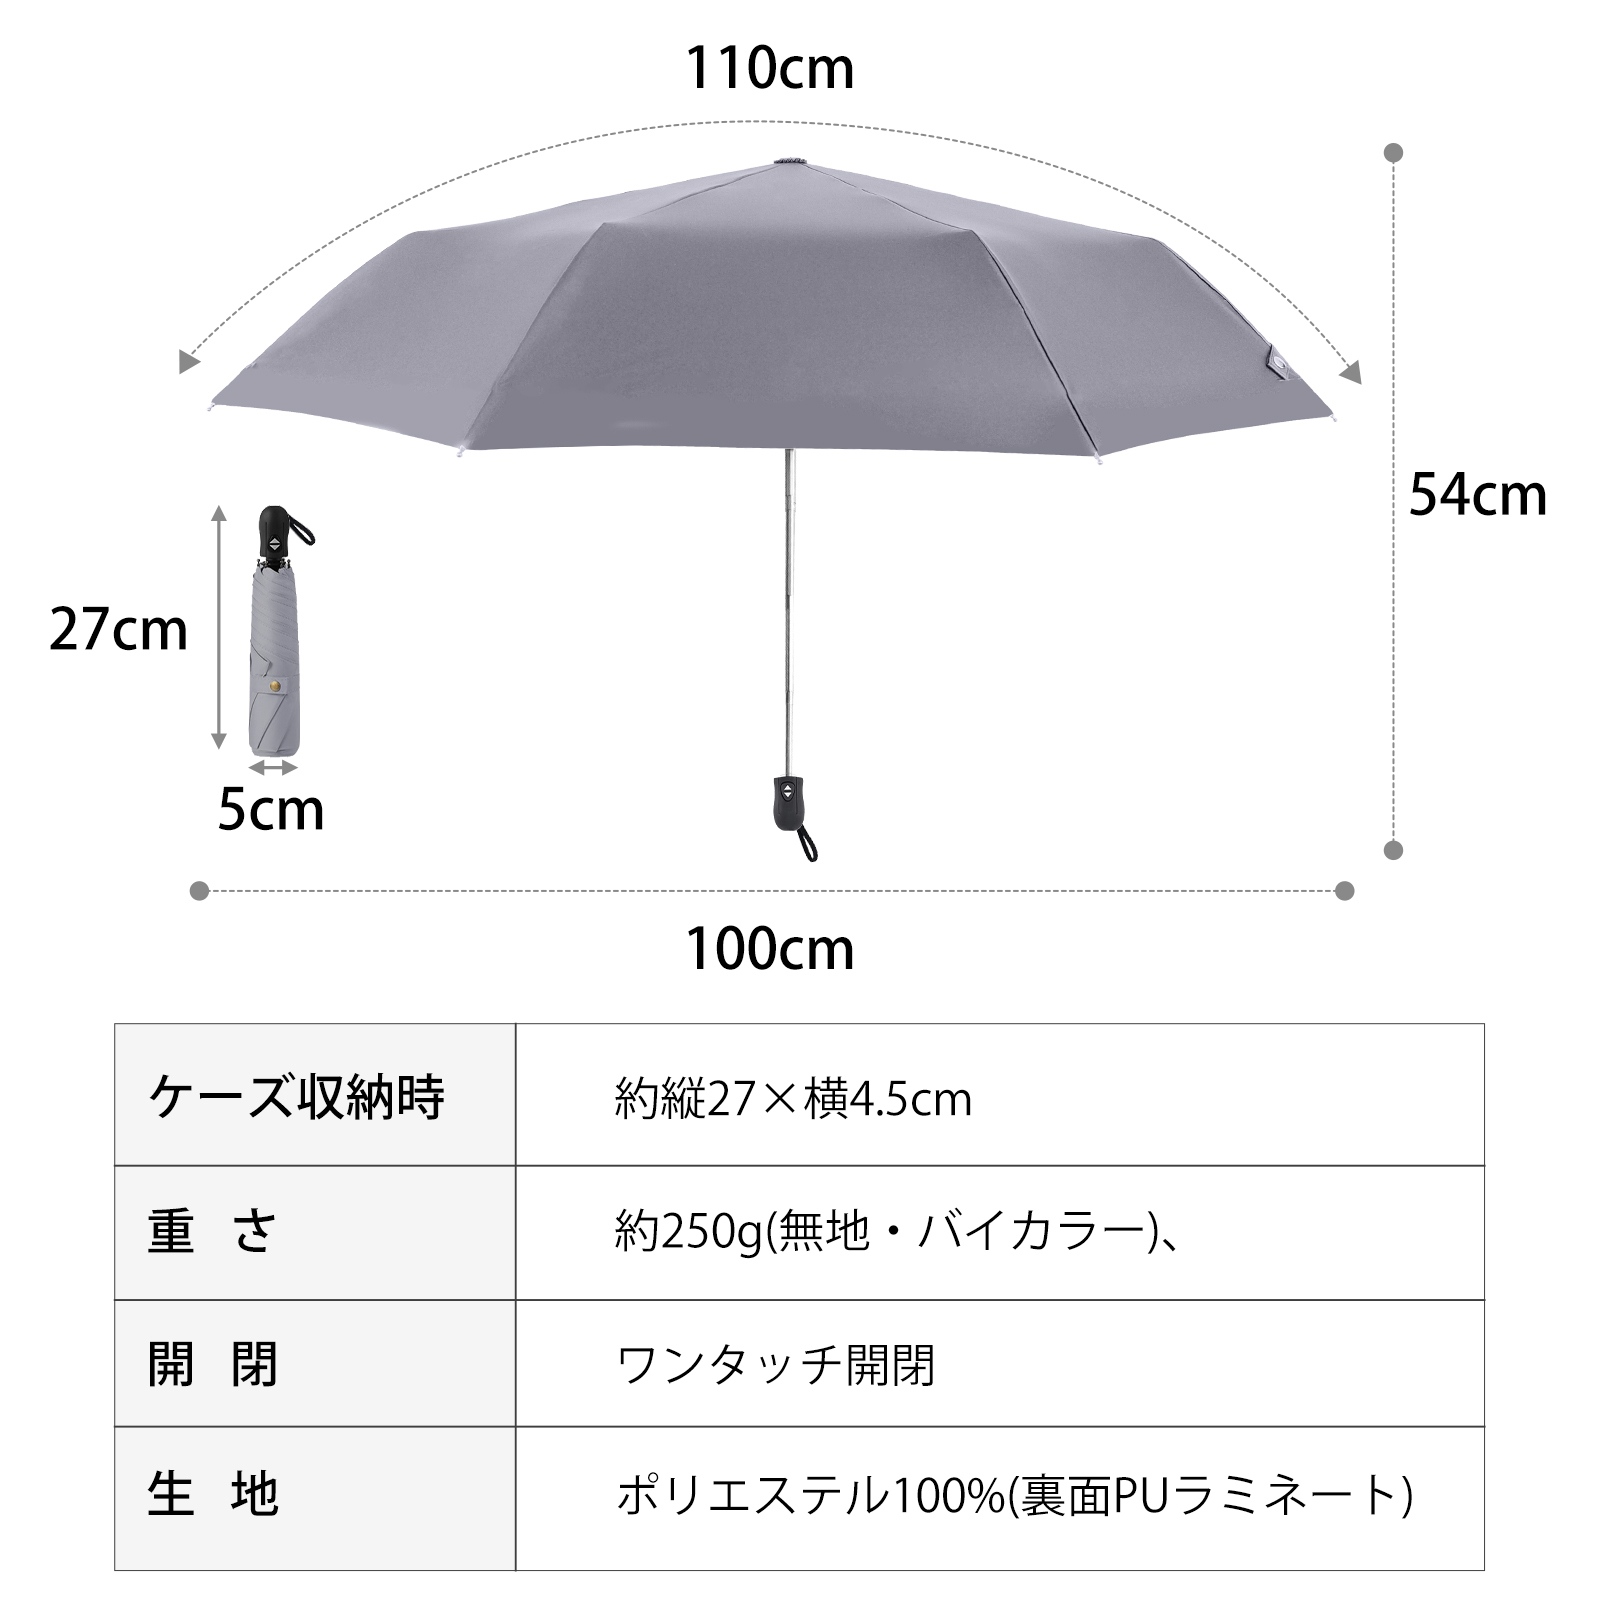 110cm
54cm
27cm
5cm
100cm
ケーズ収納時
約縦27×横4.5cm
重 さ
約250g(無地・バイカラー)、
開 閉
ワンタッチ開閉
生 地
ポリエステル100%(裏面PUラミネート)